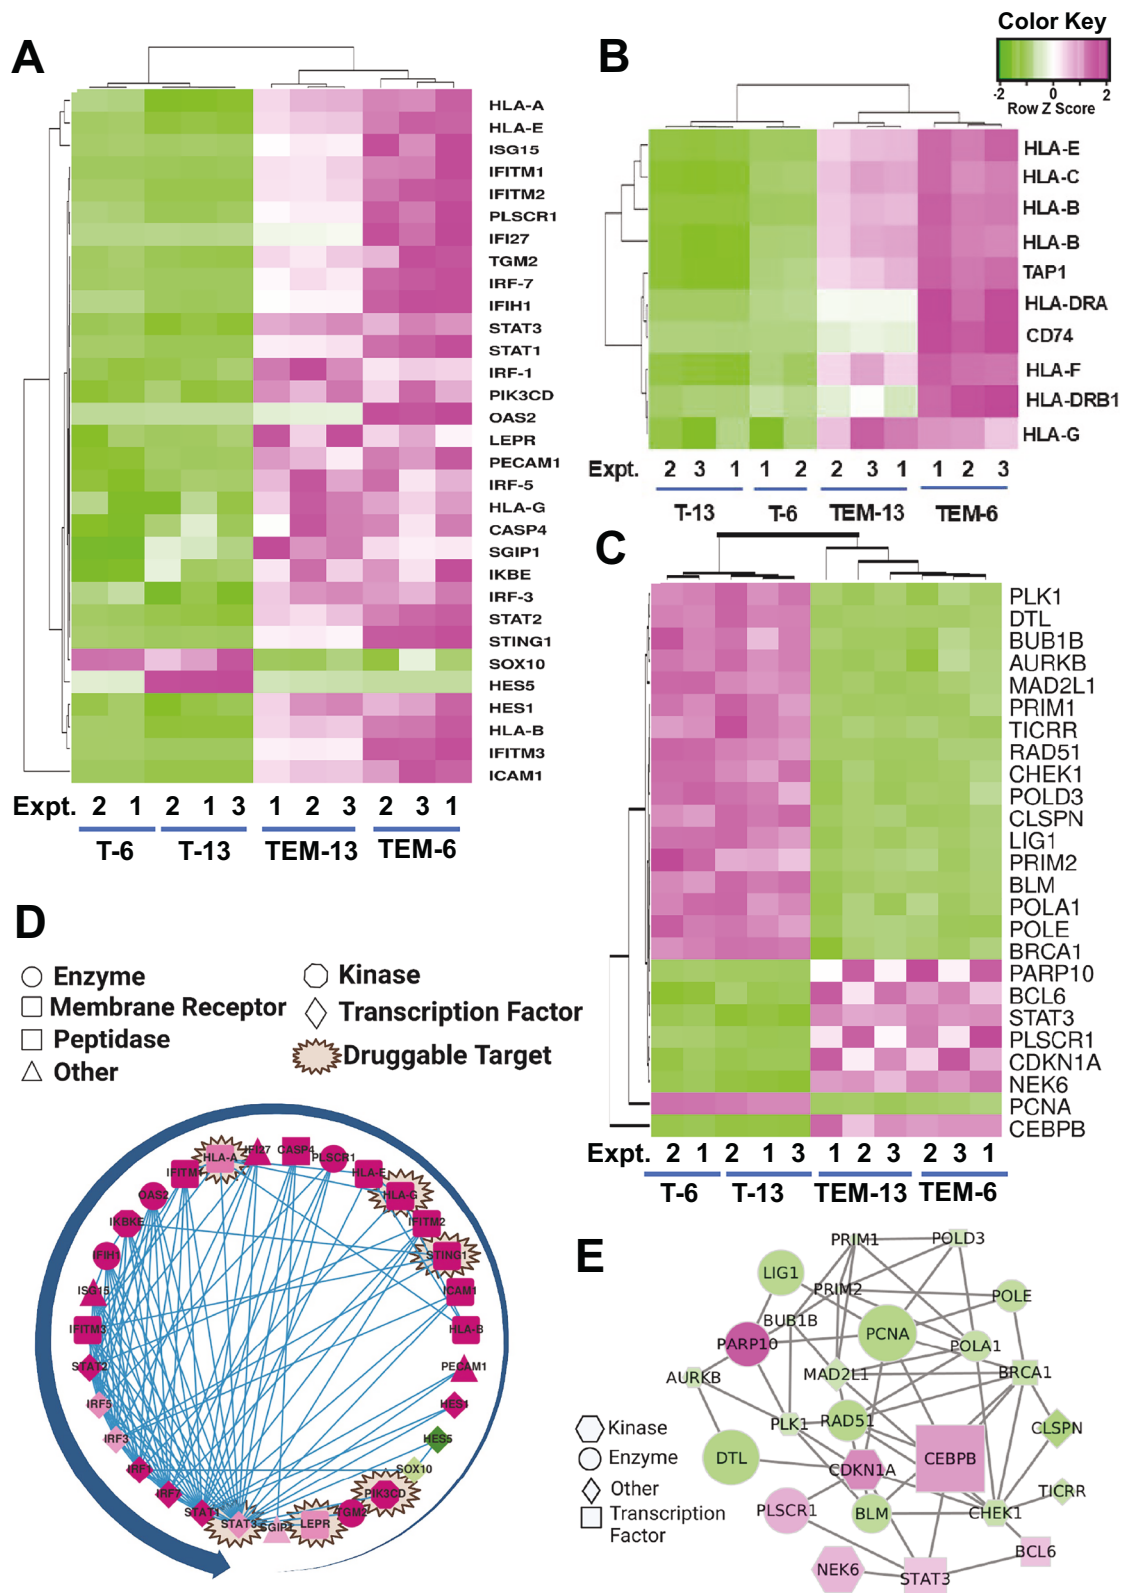 A
HLA-A
HLA-E
ISG15
IFITM1
IFITM2
PLSCR1
IFI27
TGM2
IRF-7
IFIH1
STAT3
STAT1
IRF-1
PIK3CD
OAS2
LEPR
PECAM1
IRF-5
HLA-G
CASP4
SGIP1
IKBE
IRF-3
STAT2
STING1
SOX10
HES5
HES1
HLA-B
IFITM3
ICAM1
Expt. 2 1 2 1 3 1 2 3 2 3 1
T-6 T-13 TEM-13 TEM-6
B
Color Key
-2 0 2
Row Z Score
HLA-E
HLA-C
HLA-B
HLA-B
TAP1
HLA-DRA
CD74
HLA-F
HLA-DRB1
HLA-G
Expt. 2 3 1 1 2 2 3 1 1 2 3
T-13 T-6 TEM-13 TEM-6
C
PLK1
DTL
BUB1B
AURKB
MAD2L1
PRIM1
TICRR
RAD51
CHEK1
POLD3
CLSPN
LIG1
PRIM2
BLM
POLA1
POLE
BRCA1
PARP10
BCL6
STAT3
PLSCR1
CDKN1A
NEK6
PCNA
CEBPB
Expt. 2 1 2 1 3 1 2 3 2 3 1
T-6 T-13 TEM-13 TEM-6
D
Enzyme
Membrane Receptor
Peptidase
Other
Kinase
Transcription Factor
Druggable Target
HLA-A
IFI27
CASP4
PLSCR1
HLA-E
HLA-G
IFITM2
STING1
ICAM1
HLA-B
PECAM1
HES1
HES5
SOX10
PIK3CD
TGM2
LEPR
SGIP1
STAT3
STAT1
IRF7
IRF1
IRF3
IRF5
STAT2
IFITM3
ISG15
IFIH1
IKBKE
OAS2
IFITM1
E
PRIM1
POLD3
LIG1
PRIM2
POLE
BUB1B
PCNA
PARP10
POLA1
AURKB
MAD2L1
BRCA1
PLK1
RAD51
CLSPN
DTL
CDKN1A
CEBPB
TICRR
PLSCR1
BLM
CHEK1
BCL6
NEK6
STAT3
Kinase
Enzyme
Other
Transcription
Factor